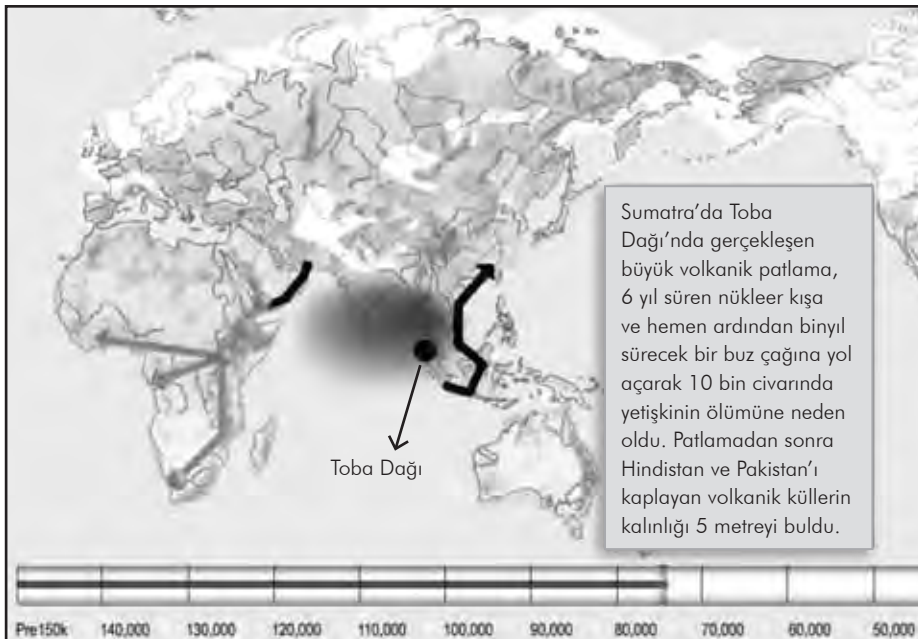 Sumatra’da Toba
Dağı’nda gerçekleşen
büyük volkanik patlama,
6 yıl süren nükleer kışa
ve hemen ardından binyıl
sürecek bir buz çağına yol
açarak 10 bin civarında
yetişkinin ölümüne neden
oldu. Patlamadan sonra
Hindistan ve Pakistan’ı
kaplayan volkanik küllerin
kalınlığı 5 metreyi buldu.
Toba Dağı
Pre150k 140,000 130,000 120,000 110,000 100,000 90,000 80,000 70,000 60,000 50,000